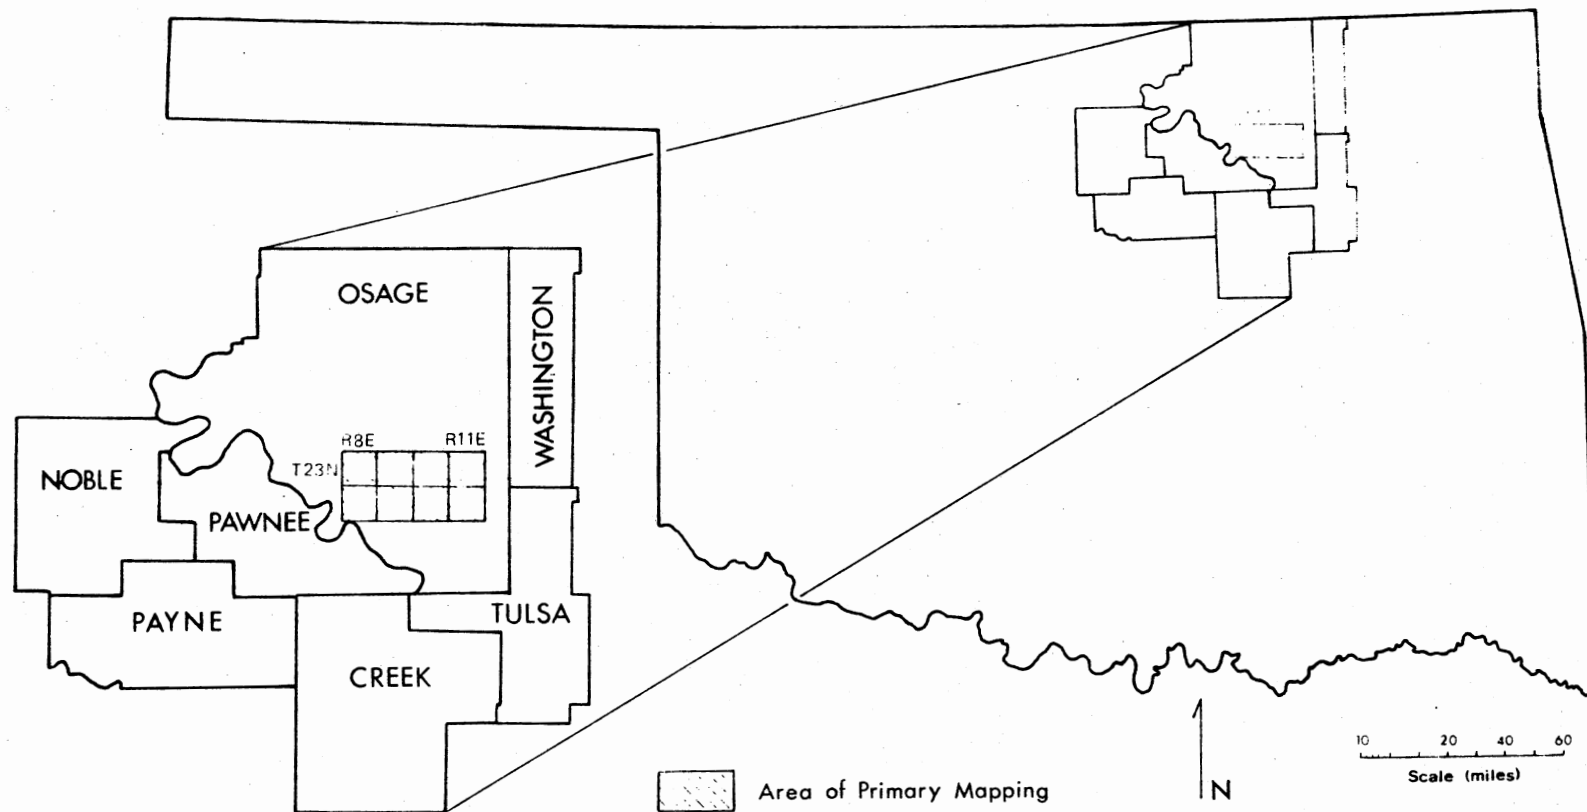 OSAGE
WASHINGTON
R8E R11E
T23N
NOBLE
PAWNEE
PAYNE
TULSA
CREEK
10 20 40 60
Scale (miles)
N
Area of Primary Mapping